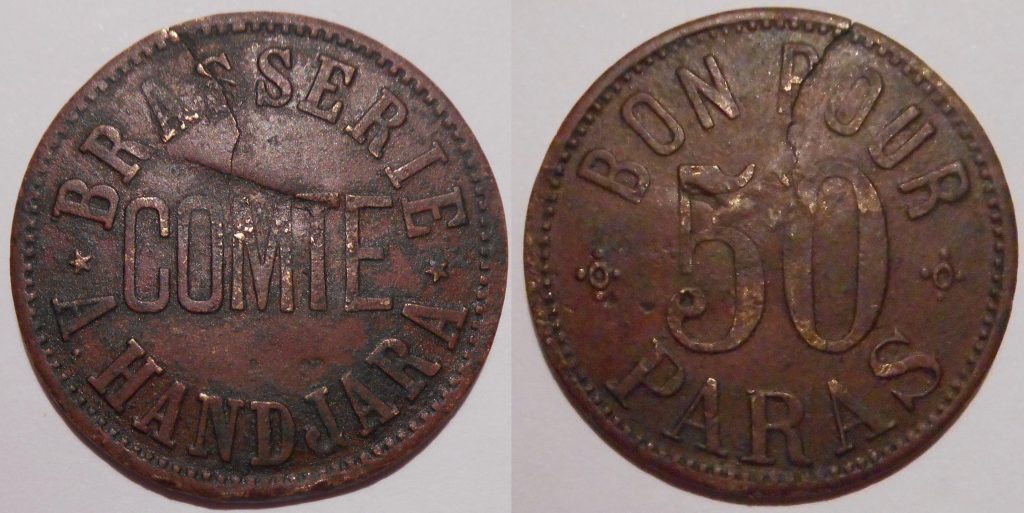 BRASSERIE
COMTE
A. HANDJARA
BON POUR
50
PARAS